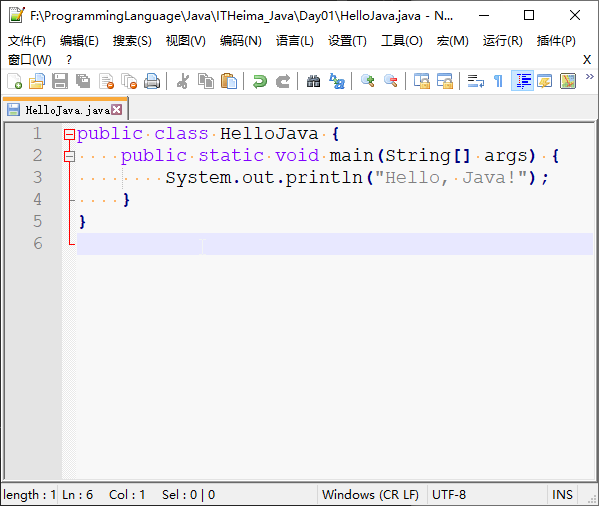 F:\ProgrammingLanguage\Java\ITHeima_Java\Day01\HelloJava.java - N...
文件(F) 编辑(E) 搜索(S) 视图(V) 编码(N) 语言(L) 设置(T) 工具(O) 宏(M) 运行(R) 插件(P)
窗口(W) ? X
HelloJava.java
1 public class HelloJava {
2 public static void main(String[] args) {
3 System.out.println("Hello, Java!");
4 }
5 }
6
length : 1 Ln : 6 Col : 1 Sel : 0 | 0 Windows (CR LF) UTF-8 INS